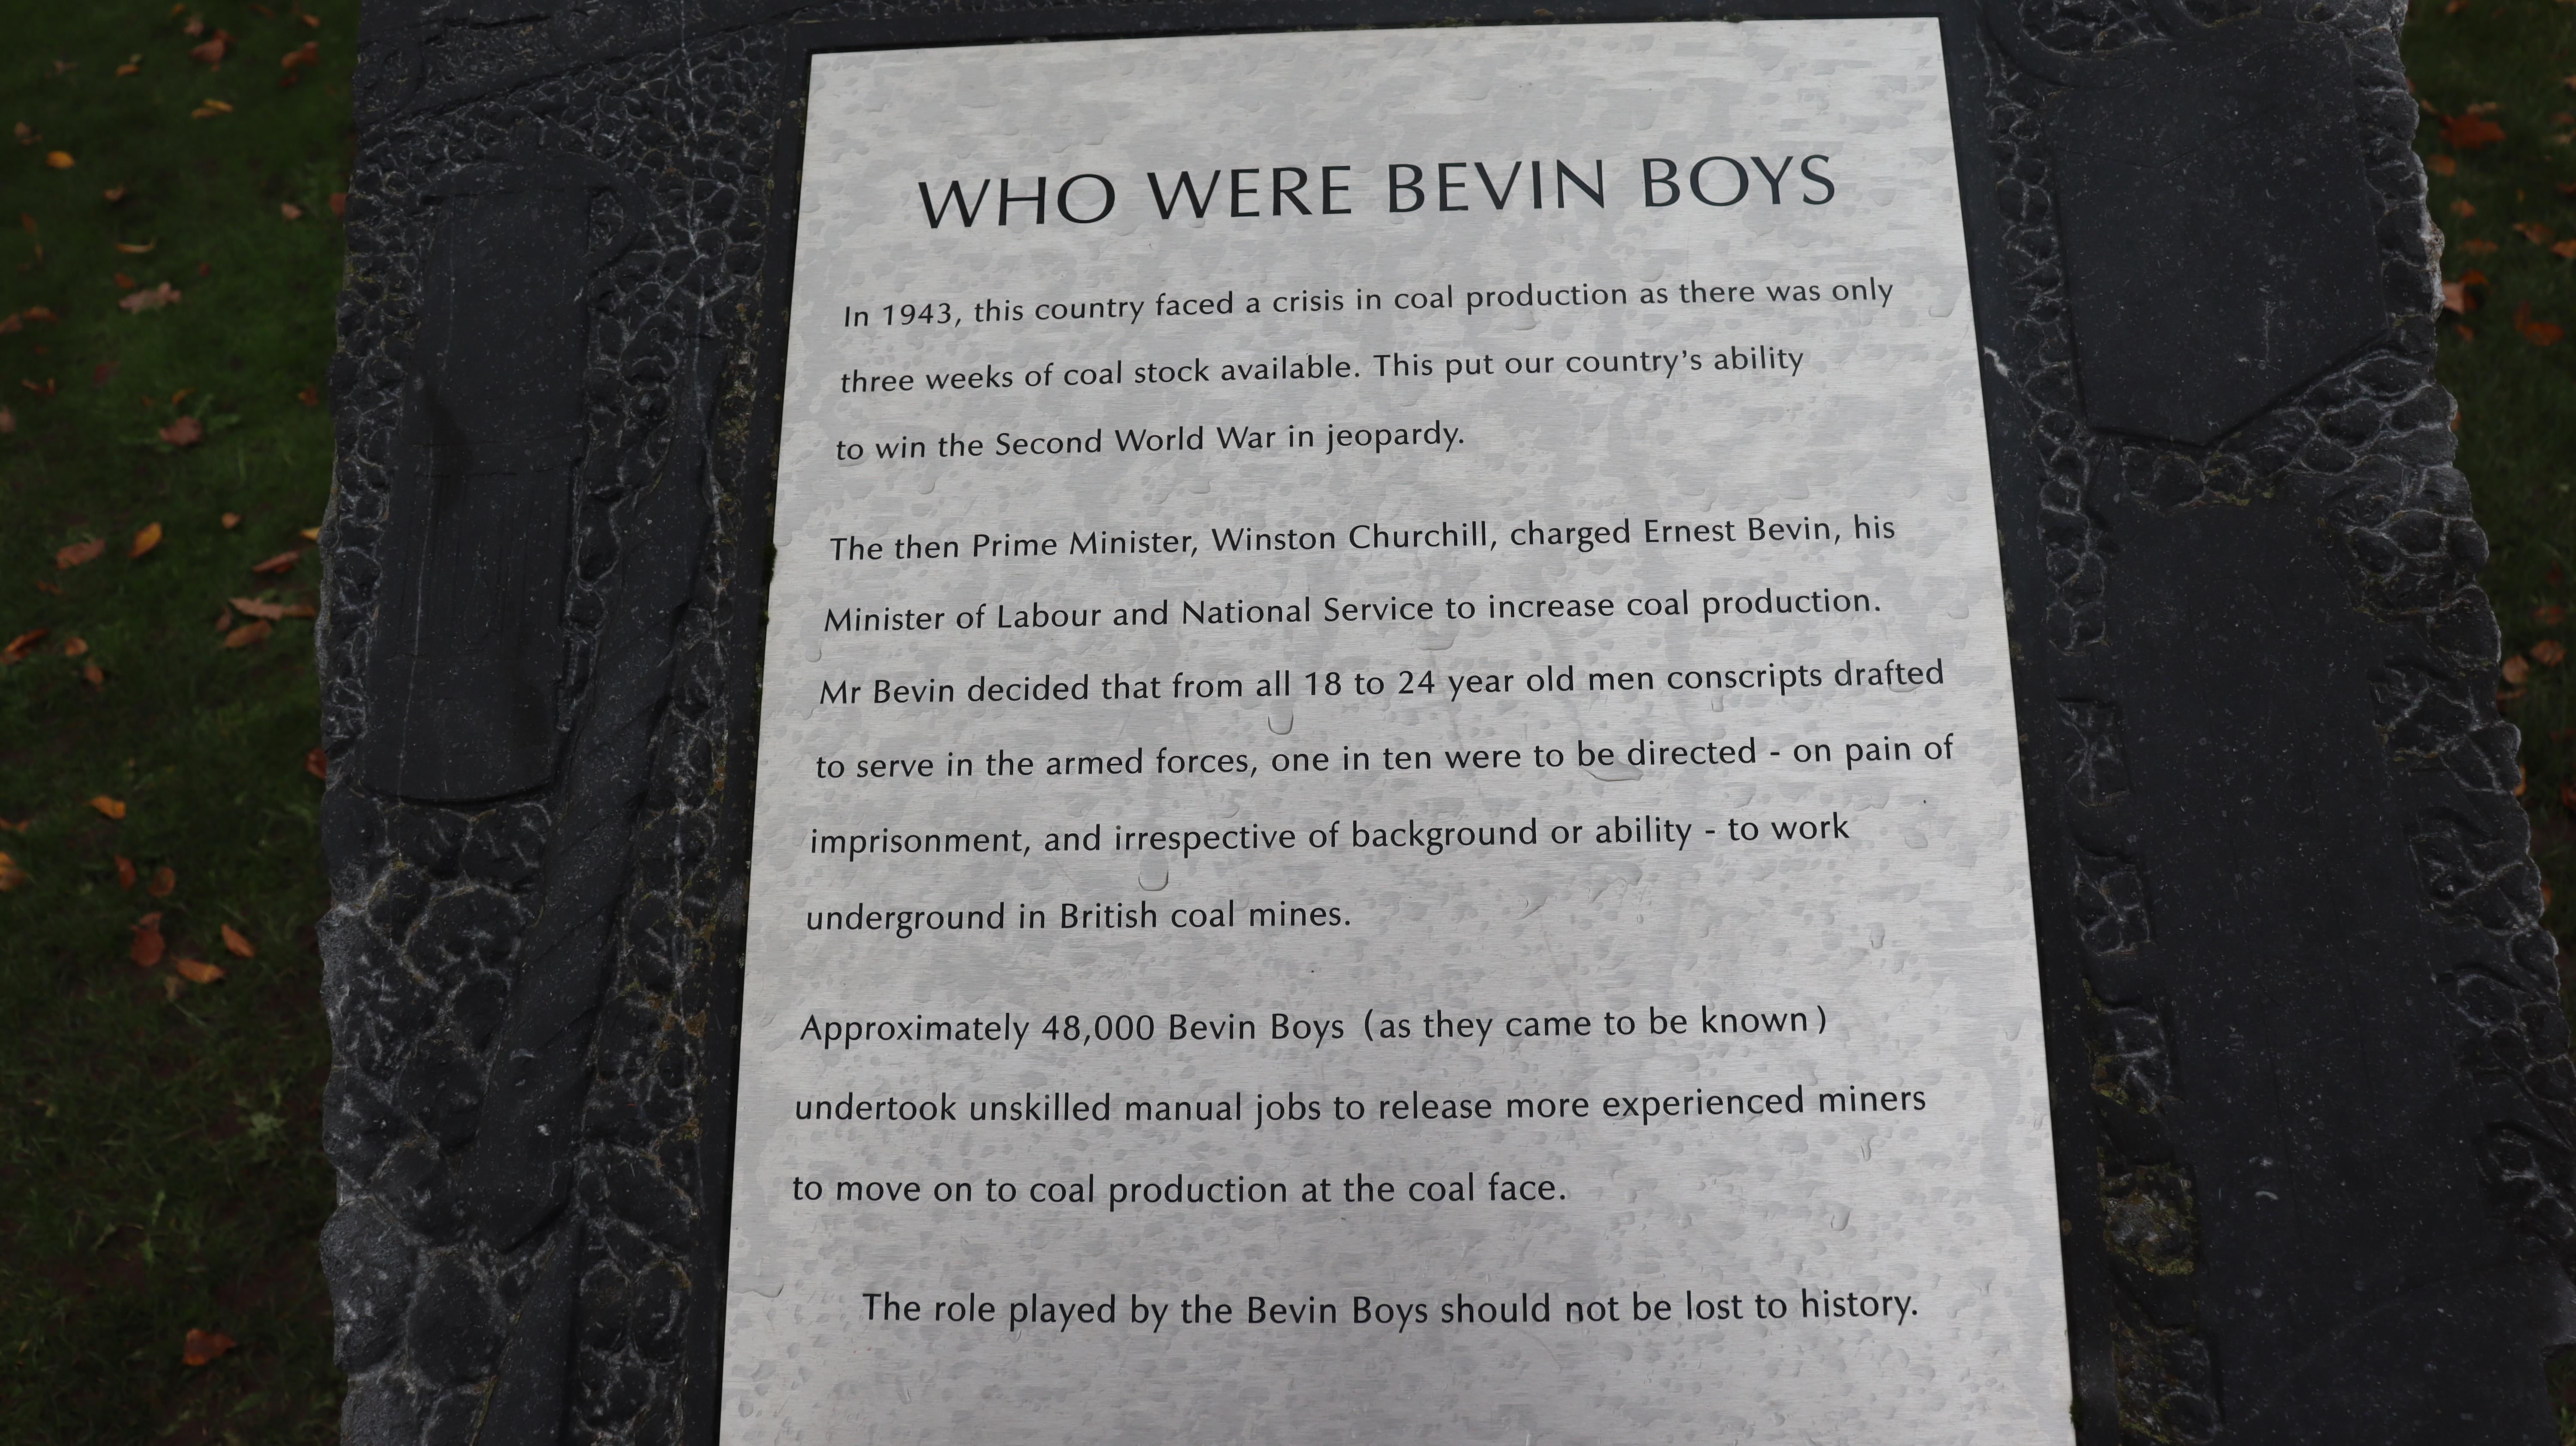 WHO WERE BEVIN BOYS
In 1943, this country faced a crisis in coal production as there was only
three weeks of coal stock available. This put our country's ability
to win the Second World War in jeopardy.
The then Prime Minister, Winston Churchill, charged Ernest Bevin, his
Minister of Labour and National Service to increase coal production.
Mr Bevin decided that from all 18 to 24 year old men conscripts drafted
to serve in the armed forces, one in ten were to be directed - on pain of
imprisonment, and irrespective of background or ability - to work
underground in British coal mines.
Approximately 48,000 Bevin Boys (as they came to be known)
undertook unskilled manual jobs to release more experienced miners
to move on to coal production at the coal face.
The role played by the Bevin Boys should not be lost to history.